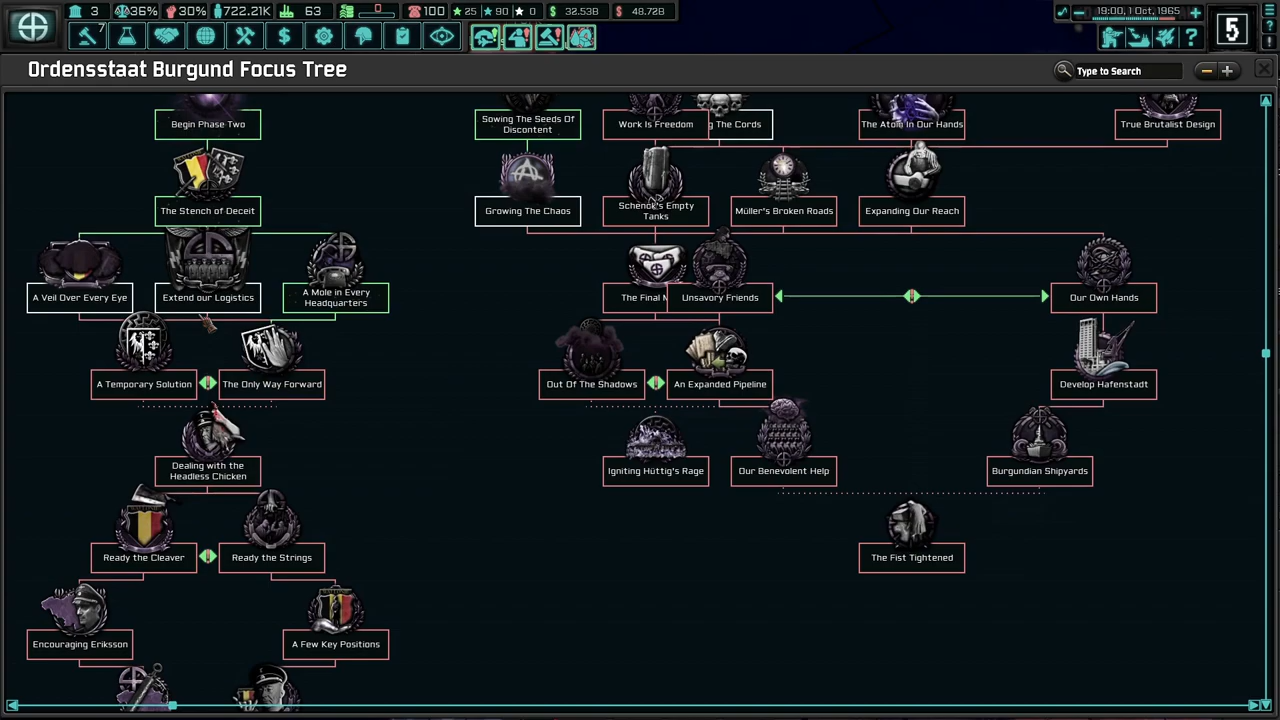 3 36% 30% 722.21K 63 100 25 90 0 $ 32.53B $ 48.72B 19:00, 1 Oct, 1965 5
7
Ordensstaat Burgund Focus Tree
Type to Search
Begin Phase Two
Sowing The Seeds Of
Discontent
Work Is Freedom
g The Cords
The Atom In Our Hands
True Brutalist Design
The Stench of Deceit
Growing The Chaos
Schenck's Empty
Tanks
Müller's Broken Roads
Expanding Our Reach
A Veil Over Every Eye
Extend our Logistics
A Mole in Every
Headquarters
The Final
Unsavory Friends
Our Own Hands
A Temporary Solution
The Only Way Forward
Out Of The Shadows
An Expanded Pipeline
Develop Hafenstadt
Dealing with the
Headless Chicken
Igniting Hüttig's Rage
Our Benevolent Help
Burgundian Shipyards
Ready the Cleaver
Ready the Strings
The Fist Tightened
Encouraging Eriksson
A Few Key Positions